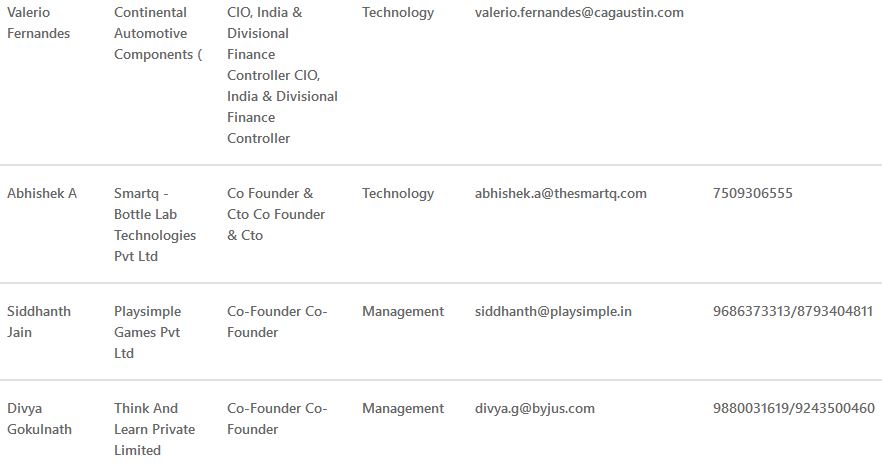 Valerio Fernandes
Continental Automotive Components (
CIO, India & Divisional Finance Controller CIO, India & Divisional Finance Controller
Technology
valerio.fernandes@cagaustin.com
Abhishek A
Smartq - Bottle Lab Technologies Pvt Ltd
Co Founder & Cto Co Founder & Cto
Technology
abhishek.a@thesmartq.com
7509306555
Siddhanth Jain
Playsimple Games Pvt Ltd
Co-Founder Co-Founder
Management
siddhanth@playsimple.in
9686373313/8793404811
Divya Gokulnath
Think And Learn Private Limited
Co-Founder Co-Founder
Management
divya.g@byjus.com
9880031619/9243500460